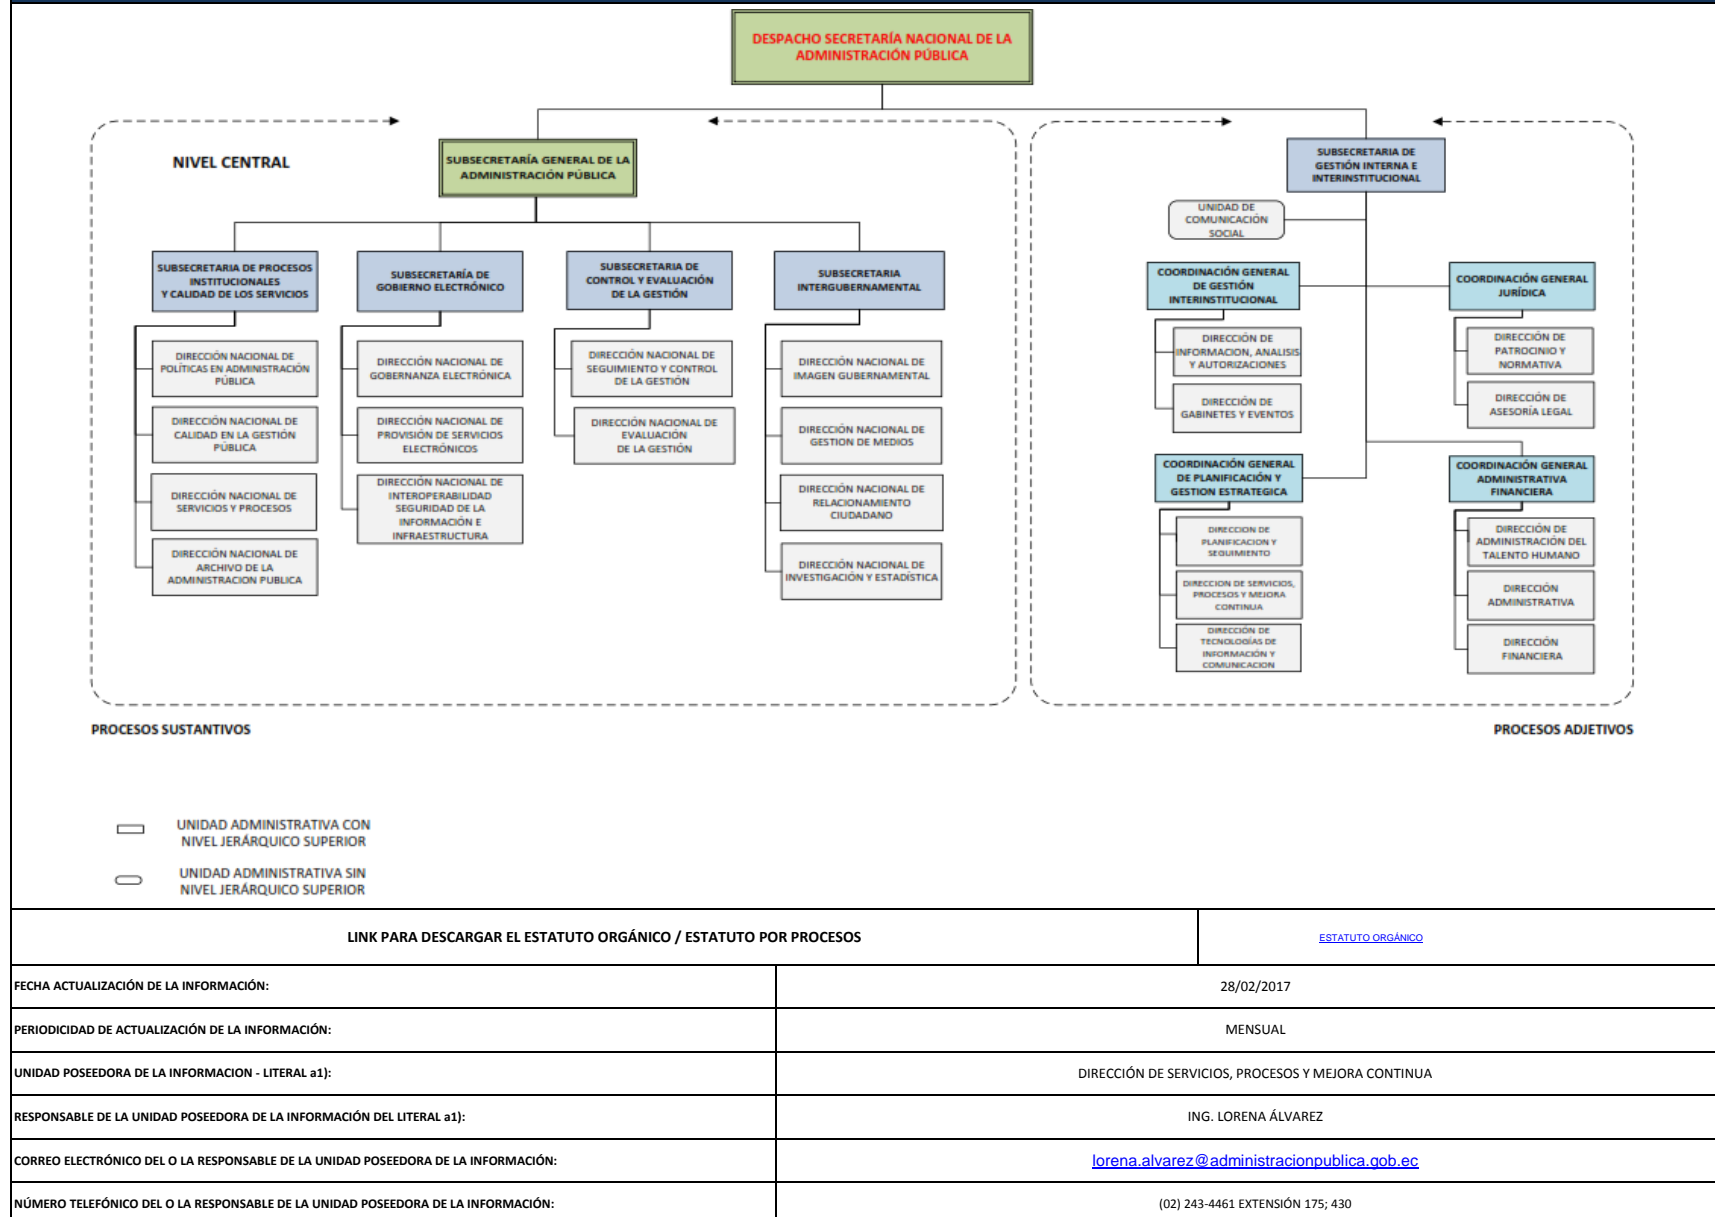 DESPACHO SECRETARÍA NACIONAL DE LA
ADMINISTRACIÓN PÚBLICA
NIVEL CENTRAL
SUBSECRETARÍA GENERAL DE LA
ADMINISTRACIÓN PÚBLICA
SUBSECRETARIA DE PROCESOS
INSTITUCIONALES
Y CALIDAD DE LOS SERVICIOS
DIRECCIÓN NACIONAL DE
POLÍTICAS EN ADMINISTRACIÓN
PÚBLICA
DIRECCIÓN NACIONAL DE
CALIDAD EN LA GESTIÓN
PÚBLICA
DIRECCIÓN NACIONAL DE
SERVICIOS Y PROCESOS
DIRECCIÓN NACIONAL DE
ARCHIVO DE LA
ADMINISTRACION PUBLICA
SUBSECRETARÍA DE
GOBIERNO ELECTRÓNICO
DIRECCIÓN NACIONAL DE
GOBERNANZA ELECTRÓNICA
DIRECCIÓN NACIONAL DE
PROVISIÓN DE SERVICIOS
ELECTRÓNICOS
DIRECCIÓN NACIONAL DE
INTEROPERABILIDAD
SEGURIDAD DE LA
INFORMACIÓN E
INFRAESTRUCTURA
SUBSECRETARIA DE
CONTROL Y EVALUACIÓN
DE LA GESTIÓN
DIRECCIÓN NACIONAL DE
SEGUIMIENTO Y CONTROL
DE LA GESTIÓN
DIRECCIÓN NACIONAL DE
EVALUACIÓN
DE LA GESTIÓN
SUBSECRETARIA
INTERGUBERNAMENTAL
DIRECCIÓN NACIONAL DE
IMAGEN GUBERNAMENTAL
DIRECCIÓN NACIONAL DE
GESTION DE MEDIOS
DIRECCIÓN NACIONAL DE
RELACIONAMIENTO
CIUDADANO
DIRECCIÓN NACIONAL DE
INVESTIGACIÓN Y ESTADÍSTICA
SUBSECRETARIA DE
GESTIÓN INTERNA E
INTERINSTITUCIONAL
UNIDAD DE
COMUNICACIÓN
SOCIAL
COORDINACIÓN GENERAL
DE GESTIÓN
INTERINSTITUCIONAL
DIRECCIÓN DE
INFORMACION, ANALISIS
Y AUTORIZACIONES
DIRECCIÓN DE
GABINETES Y EVENTOS
COORDINACIÓN GENERAL
JURÍDICA
DIRECCIÓN DE
PATROCINIO Y
NORMATIVA
DIRECCIÓN DE
ASESORÍA LEGAL
COORDINACIÓN GENERAL
DE PLANIFICACIÓN Y
GESTION ESTRATEGICA
DIRECCION DE
PLANIFICACION Y
SEGUIMIENTO
DIRECCION DE SERVICIOS,
PROCESOS Y MEJORA
CONTINUA
DIRECCIÓN DE
TECNOLOGÍAS DE
INFORMACIÓN Y
COMUNICACION
COORDINACIÓN GENERAL
ADMINISTRATIVA
FINANCIERA
DIRECCIÓN DE
ADMINISTRACIÓN DEL
TALENTO HUMANO
DIRECCIÓN
ADMINISTRATIVA
DIRECCIÓN
FINANCIERA
PROCESOS SUSTANTIVOS
PROCESOS ADJETIVOS
UNIDAD ADMINISTRATIVA CON
NIVEL JERÁRQUICO SUPERIOR
UNIDAD ADMINISTRATIVA SIN
NIVEL JERÁRQUICO SUPERIOR
LINK PARA DESCARGAR EL ESTATUTO ORGÁNICO / ESTATUTO POR PROCESOS
ESTATUTO ORGÁNICO
FECHA ACTUALIZACIÓN DE LA INFORMACIÓN:
28/02/2017
PERIODICIDAD DE ACTUALIZACIÓN DE LA INFORMACIÓN:
MENSUAL
UNIDAD POSEEDORA DE LA INFORMACION - LITERAL a1):
DIRECCIÓN DE SERVICIOS, PROCESOS Y MEJORA CONTINUA
RESPONSABLE DE LA UNIDAD POSEEDORA DE LA INFORMACIÓN DEL LITERAL a1):
ING. LORENA ÁLVAREZ
CORREO ELECTRÓNICO DEL O LA RESPONSABLE DE LA UNIDAD POSEEDORA DE LA INFORMACIÓN:
lorena.alvarez@administracionpublica.gob.ec
NÚMERO TELEFÓNICO DEL O LA RESPONSABLE DE LA UNIDAD POSEEDORA DE LA INFORMACIÓN:
(02) 243-4461 EXTENSIÓN 175; 430